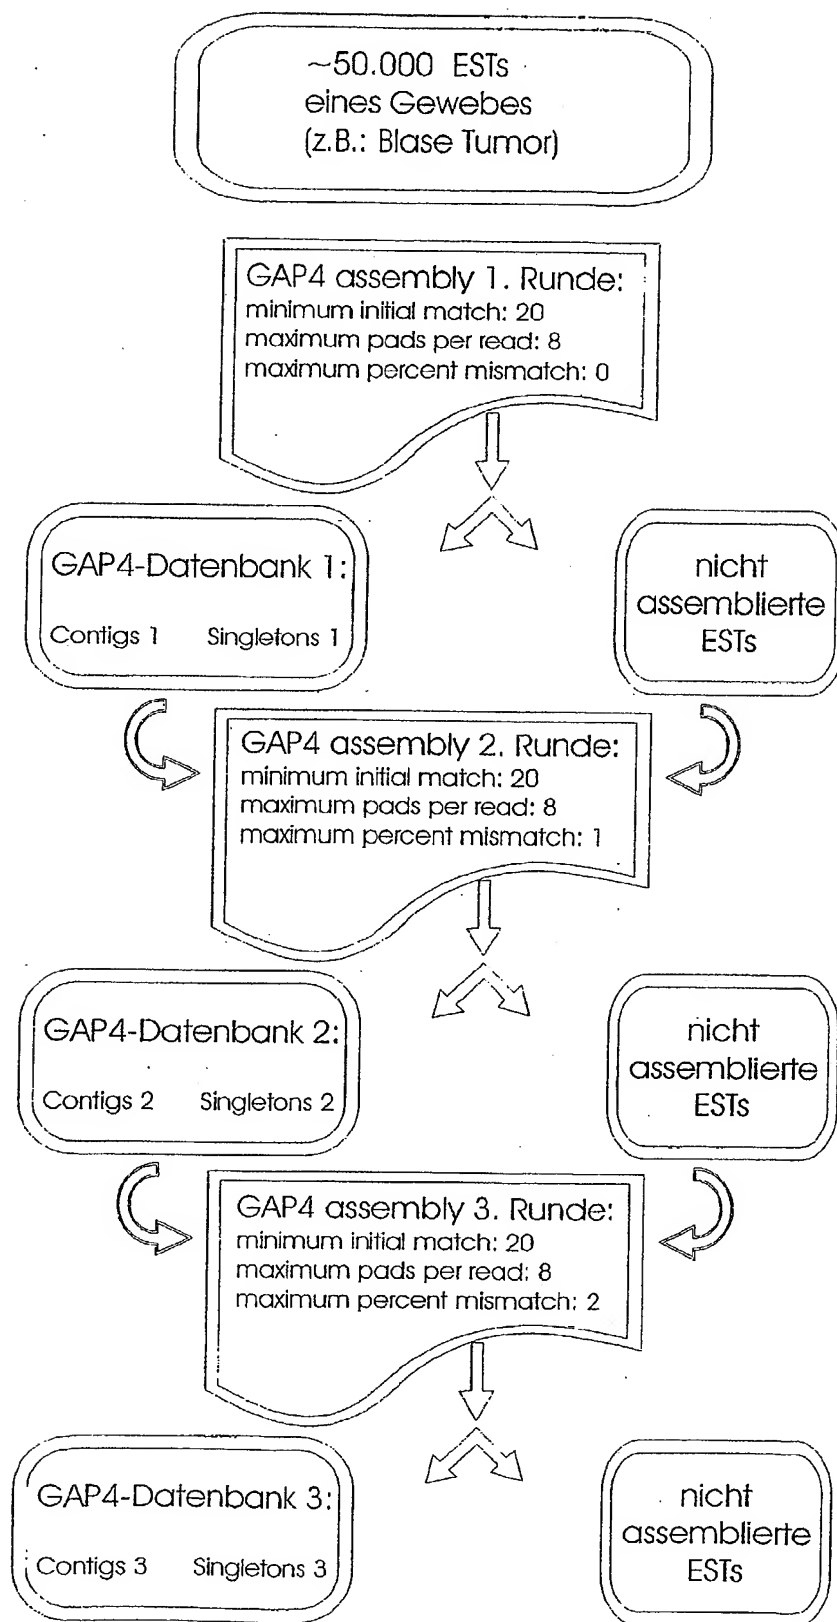 ~50.000 ESTs
eines Gewebes
(z.B.: Blase Tumor)
GAP4 assembly 1. Runde:
minimum initial match: 20
maximum pads per read: 8
maximum percent mismatch: 0
GAP4-Datenbank 1:
Contigs 1 Singletons 1
nicht
assemblierte
ESTs
GAP4 assembly 2. Runde:
minimum initial match: 20
maximum pads per read: 8
maximum percent mismatch: 1
GAP4-Datenbank 2:
Contigs 2 Singletons 2
nicht
assemblierte
ESTs
GAP4 assembly 3. Runde:
minimum initial match: 20
maximum pads per read: 8
maximum percent mismatch: 2
GAP4-Datenbank 3:
Contigs 3 Singletons 3
nicht
assemblierte
ESTs